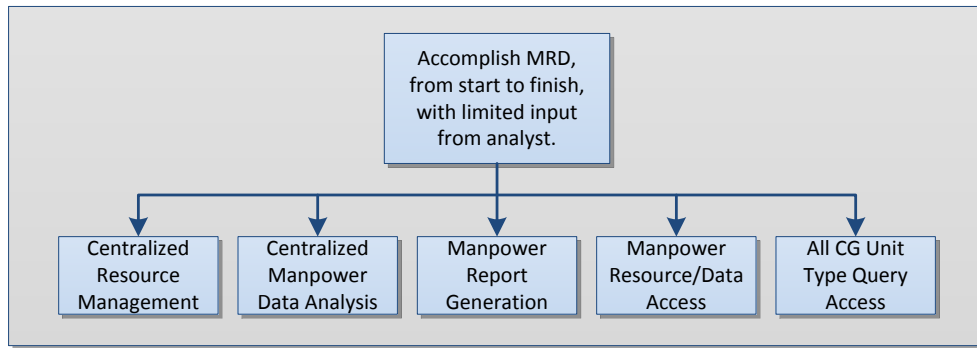 Accomplish MRD,
from start to finish,
with limited input
from analyst.
Centralized
Resource
Management
Centralized
Manpower
Data Analysis
Manpower
Report
Generation
Manpower
Resource/Data
Access
All CG Unit
Type Query
Access